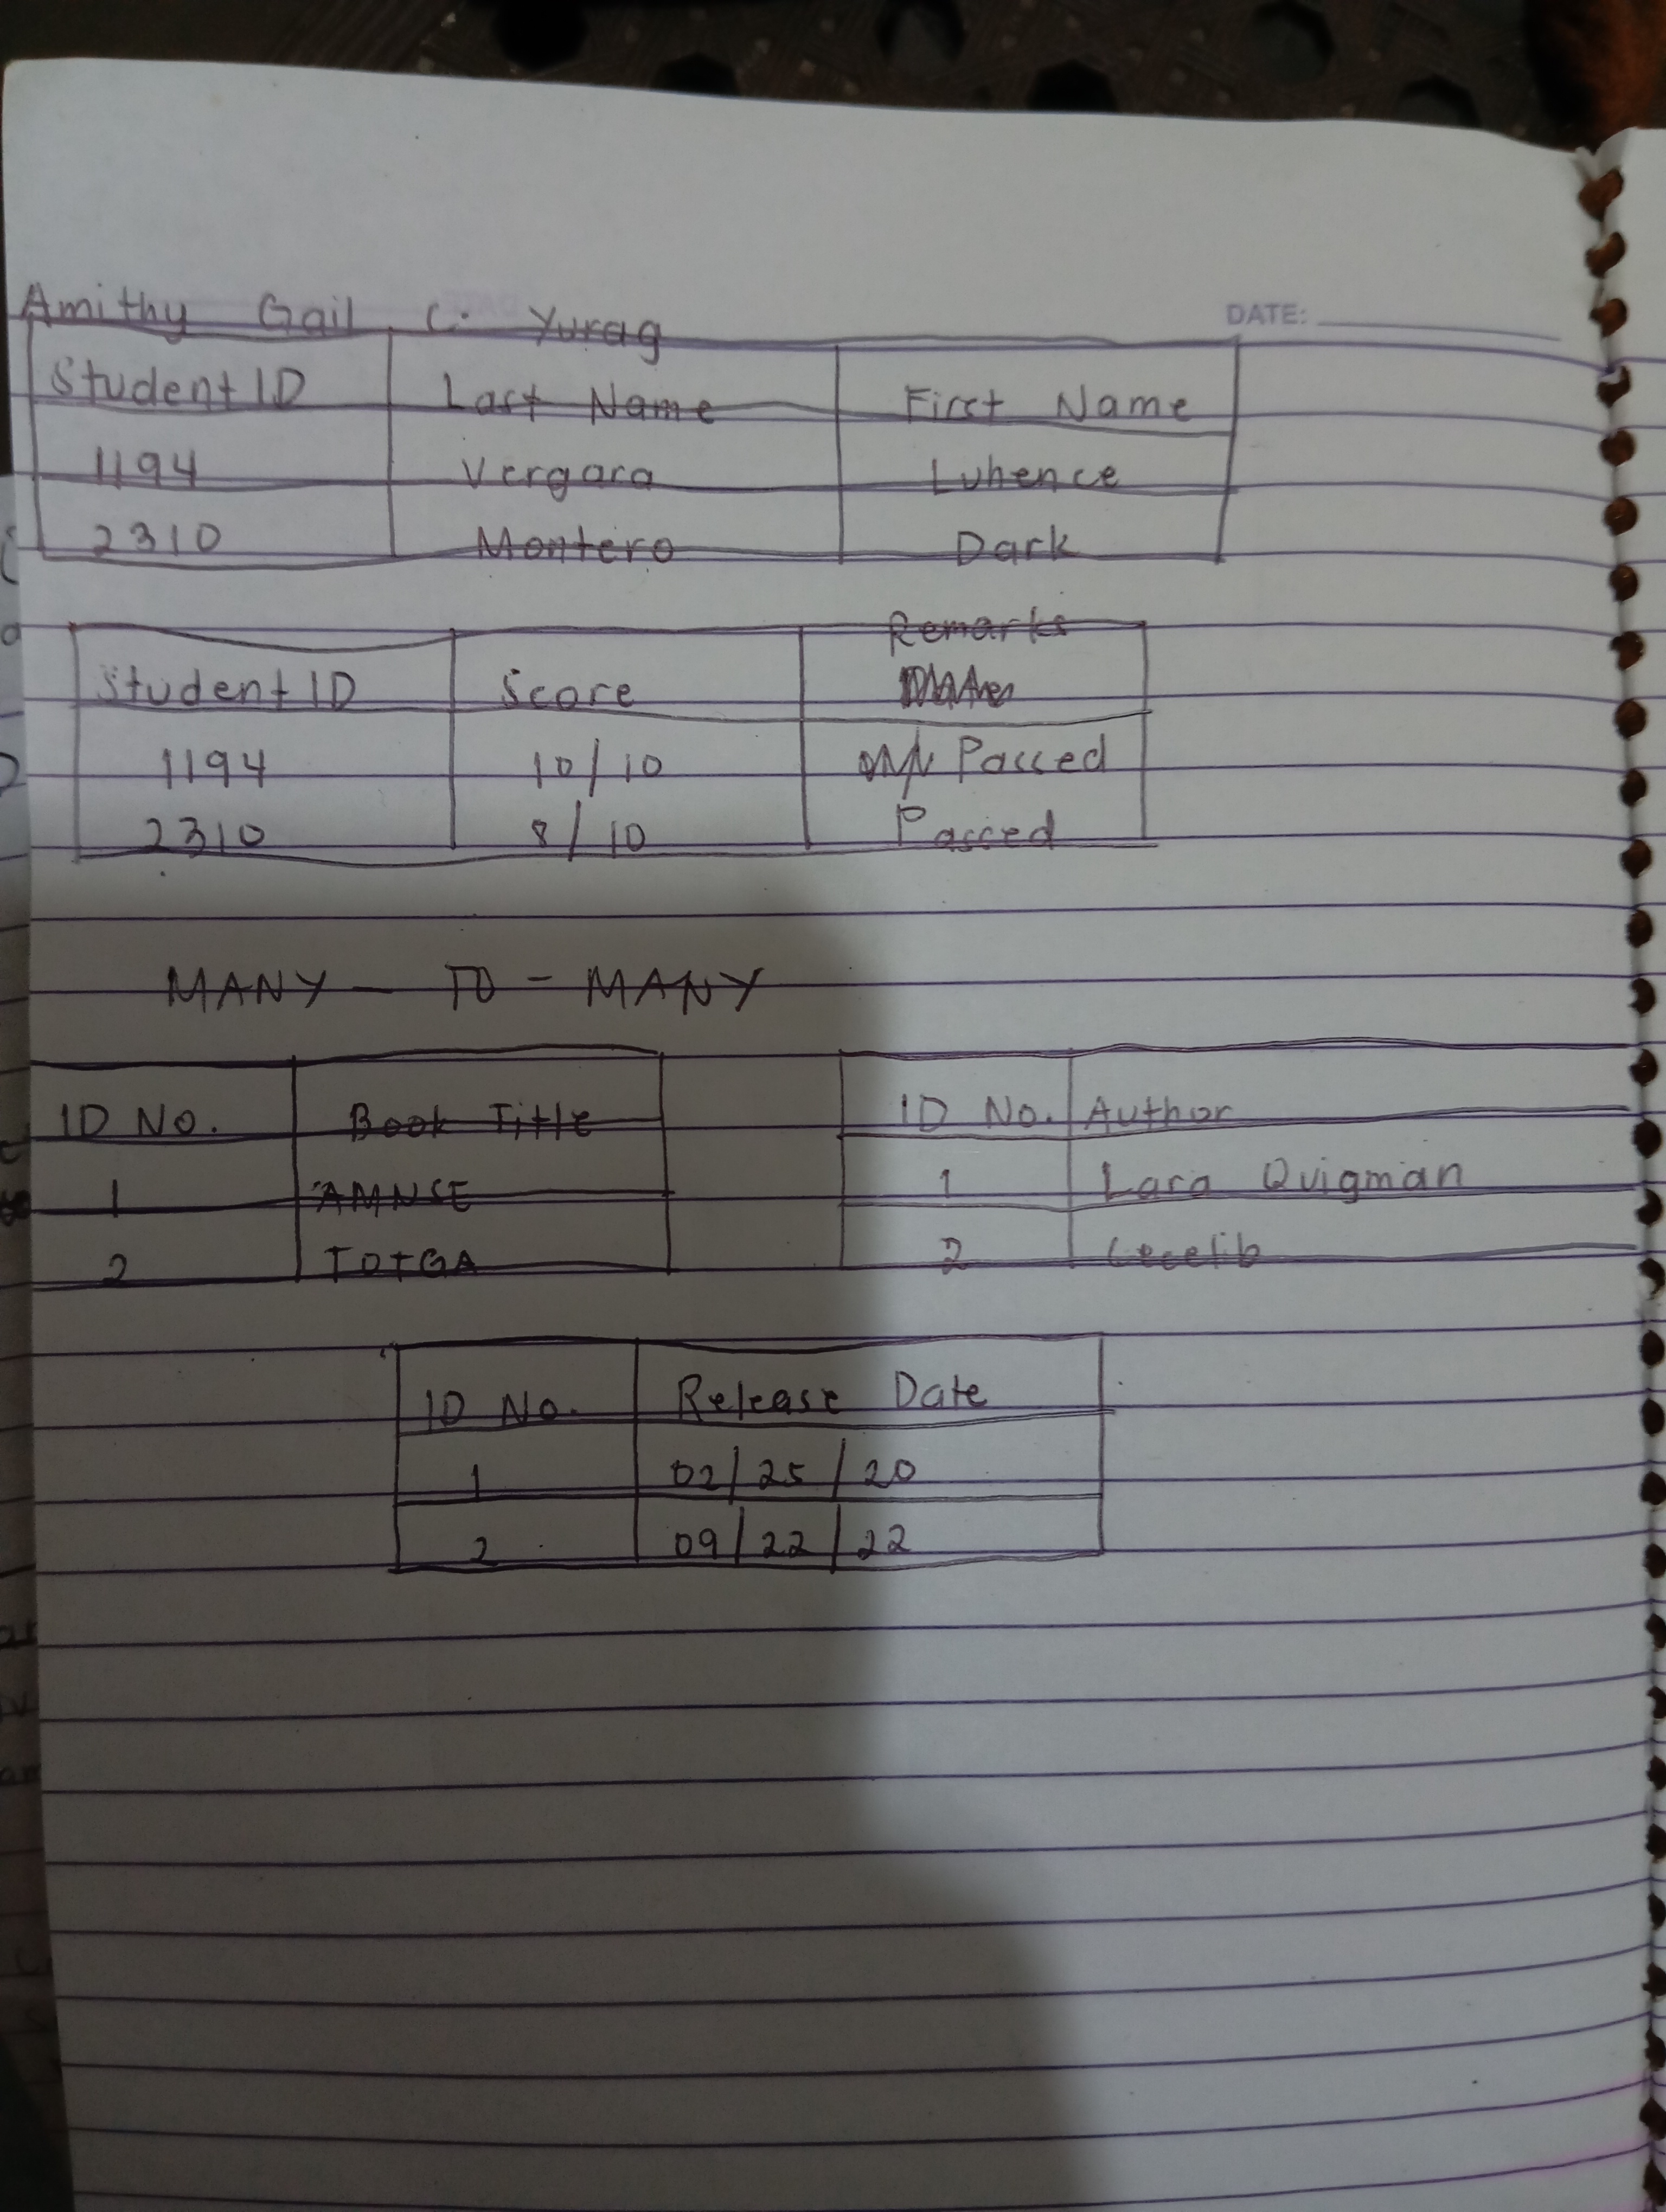 Amithy Gail C. Yurag
DATE:
Student ID Last Name First Name
1194 Vergara Luhence
2310 Montero Dark
Remarks
Student ID Score
1194 10/10 Passed
2310 8/10 Passed
MANY - TO - MANY
ID No. Book Title ID No. Author
1 AMNSE 1 Lara Quigman
2 TOTGA 2 Cecelib
ID No. Release Date
1 02/25/20
2 09/22/22